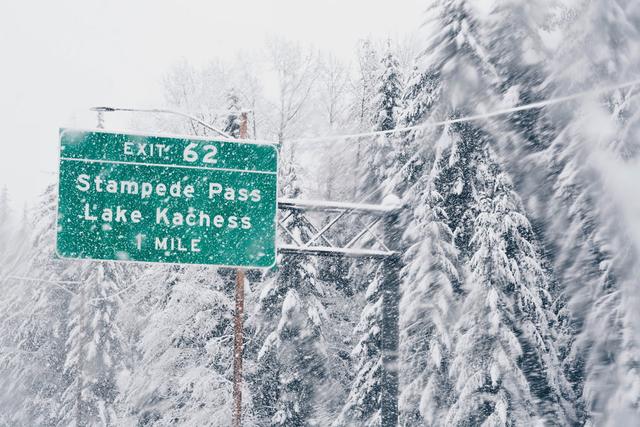 EXIT 62
Stampede Pass
Lake Kachess
1 MILE